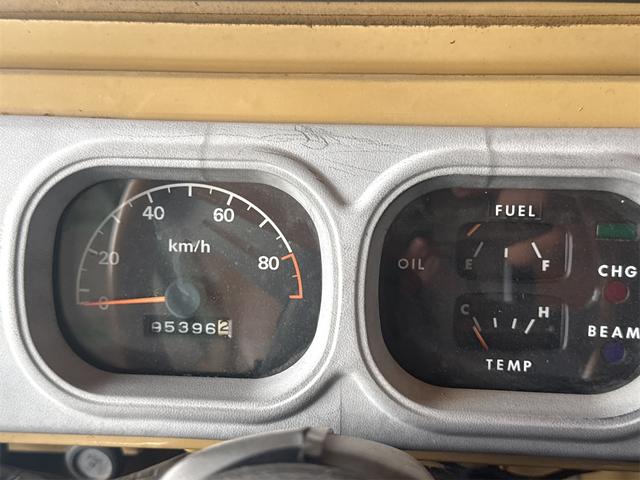 40 60
km/h
20 80
0
953962
FUEL
OIL E F
CHG
C H
BEAM
TEMP